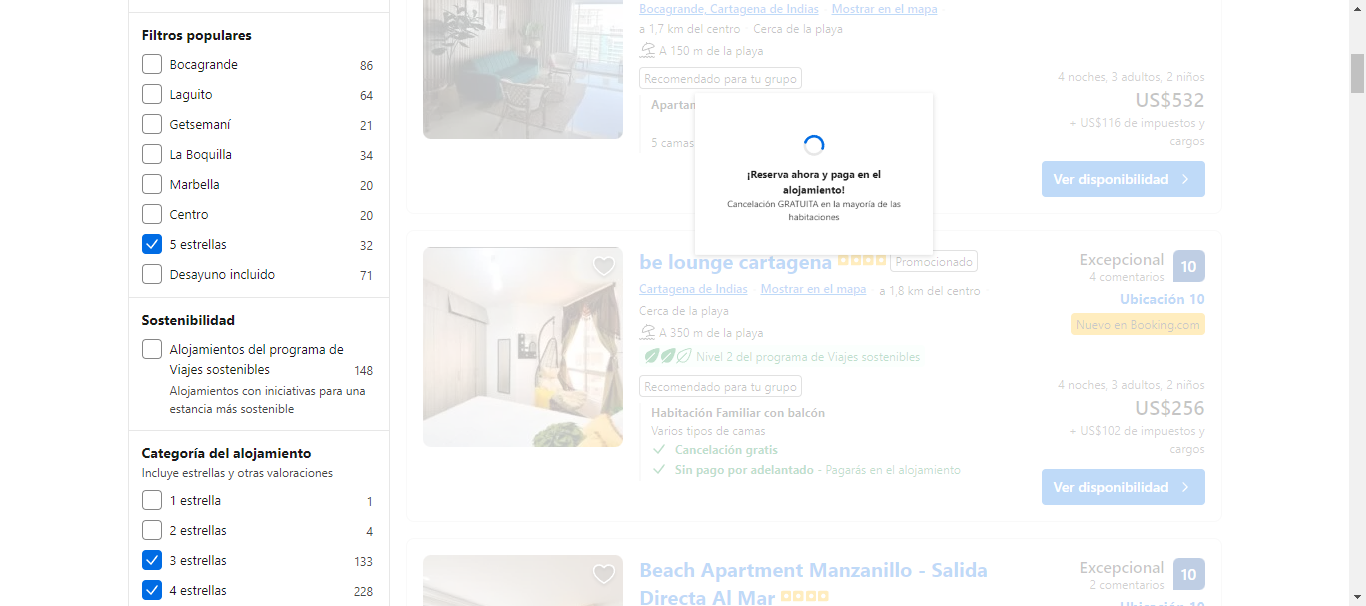 Filtros populares
Bocagrande 86
Laguito 64
Getsemaní 21
La Boquilla 34
Marbella 20
Centro 20
5 estrellas 32
Desayuno incluido 71
Sostenibilidad
Alojamientos del programa de
Viajes sostenibles 148
Alojamientos con iniciativas para una
estancia más sostenible
Categoría del alojamiento
Incluye estrellas y otras valoraciones
1 estrella 1
2 estrellas 4
3 estrellas 133
4 estrellas 228
Bocagrande, Cartagena de Indias Mostrar en el mapa
a 1,7 km del centro Cerca de la playa
A 150 m de la playa
Recomendado para tu grupo
5 camas
4 noches, 3 adultos, 2 niños
US$532
+ US$116 de impuestos y
cargos
Ver disponibilidad
¡Reserva ahora y paga en el
alojamiento!
Cancelación GRATUITA en la mayoría de las
habitaciones
be lounge cartagena Promocionado
Cartagena de Indias Mostrar en el mapa a 1,8 km del centro
Cerca de la playa
A 350 m de la playa
Nivel 2 del programa de Viajes sostenibles
Recomendado para tu grupo
Habitación Familiar con balcón
Varios tipos de camas
Cancelación gratis
Sin pago por adelantado - Pagarás en el alojamiento
Excepcional 10
4 comentarios
Ubicación 10
Nuevo en Booking.com
4 noches, 3 adultos, 2 niños
US$256
+ US$102 de impuestos y
cargos
Ver disponibilidad
Beach Apartment Manzanillo - Salida
Directa Al Mar
Excepcional 10
2 comentarios
Ubicación 10